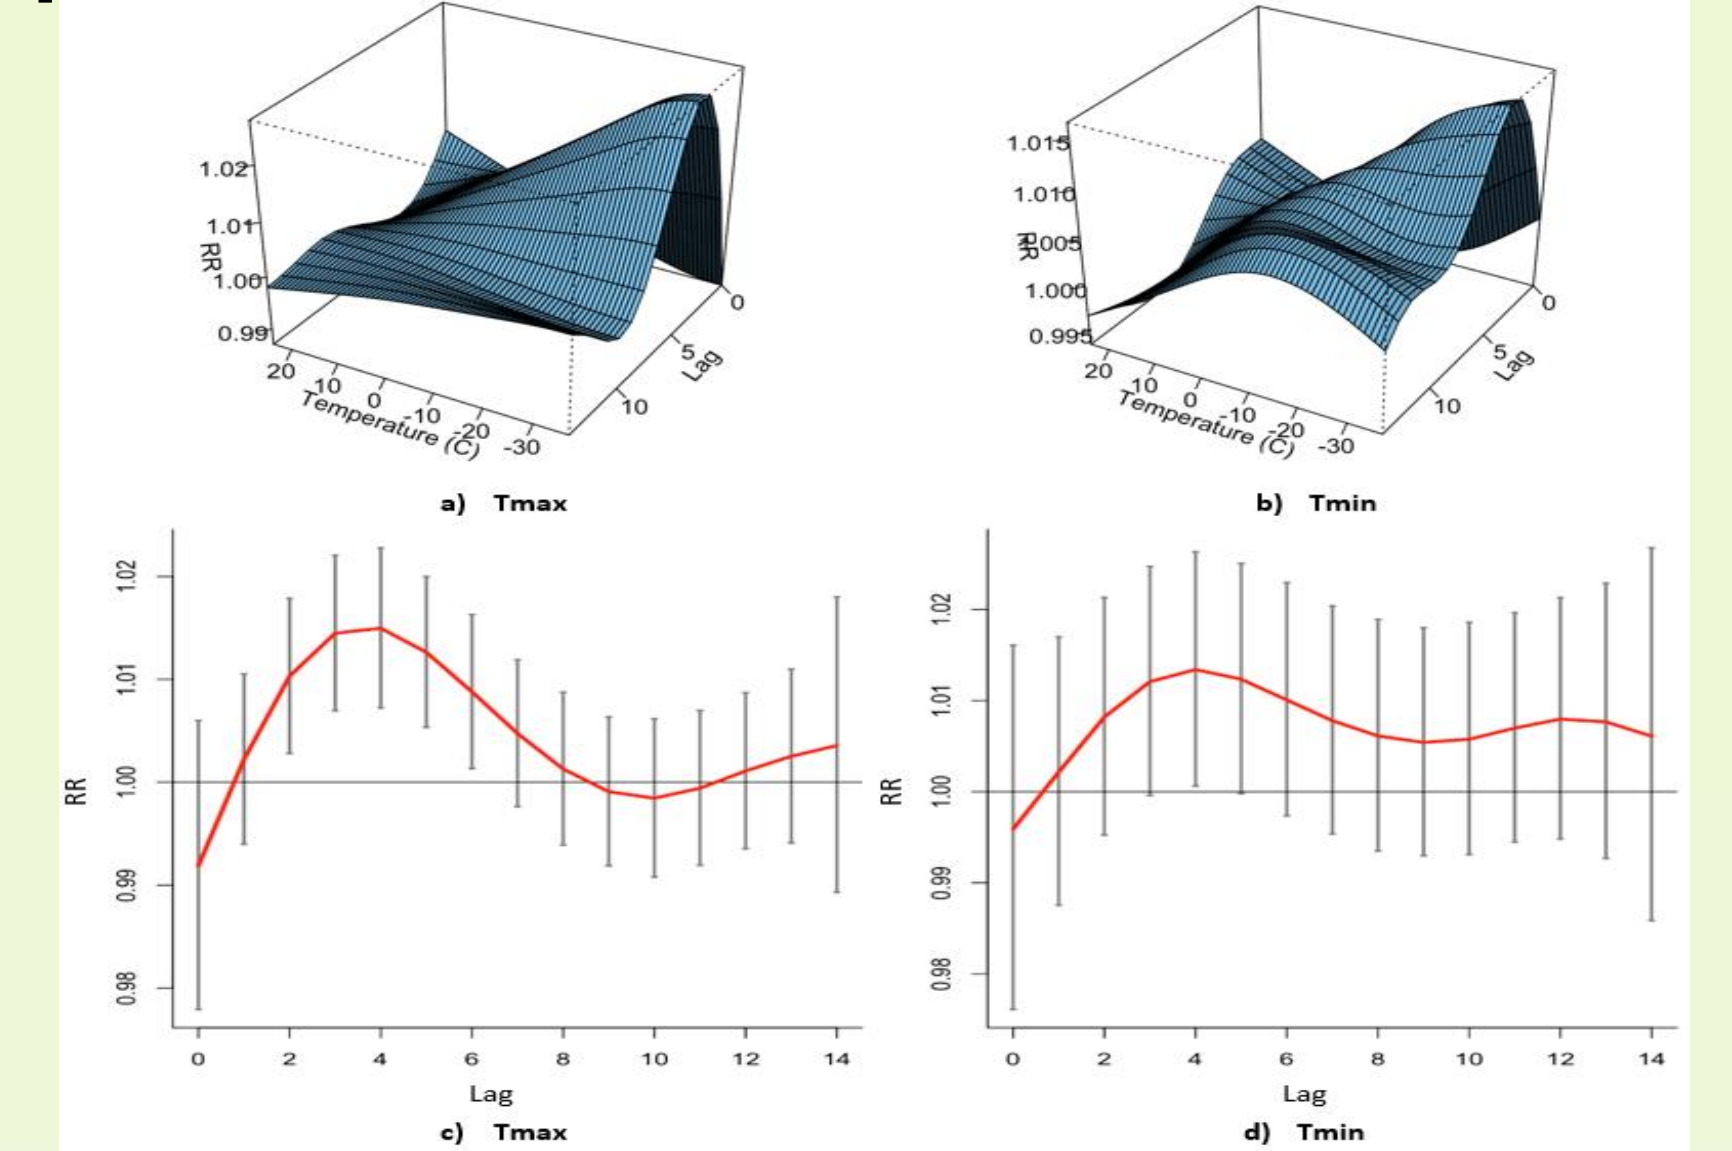 1.02
1.01
RR
1.00
0.99
20
10
0
-10
-20
-30
Temperature (C)
0
5
10
Lag
1.015
1.010
1.005
RR
1.000
0.995
20
10
0
-10
-20
-30
Temperature (C)
0
5
10
Lag
a) Tmax
b) Tmin
1.02
1.01
1.00
0.99
0.98
RR
0 2 4 6 8 10 12 14
Lag
c) Tmax
1.02
1.01
1.00
0.99
0.98
RR
0 2 4 6 8 10 12 14
Lag
d) Tmin